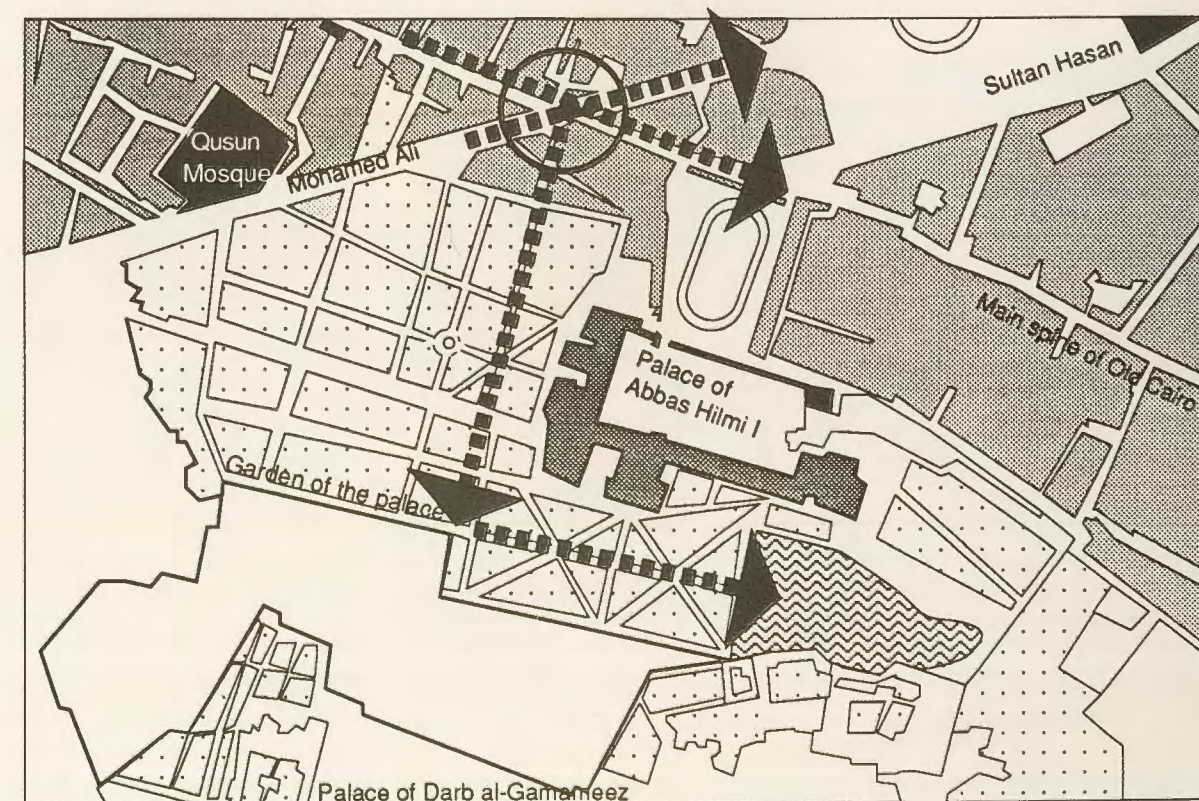 Sultan Hasan
Qusun
Mosque
Mohamed Ali
Main spine of Old Cairo
Palace of
Abbas Hilmi I
Garden of the palace
Palace of Darb al-Gamameez